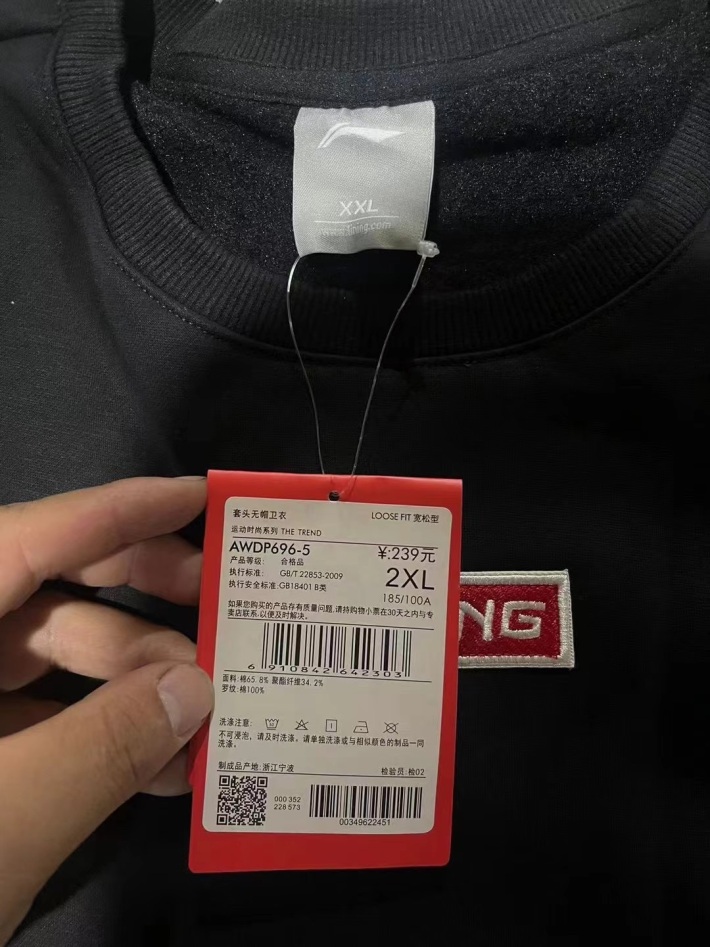 XXL
www.lining.com
套头无帽卫衣 LOOSE FIT 宽松型
运动时尚系列 THE TREND
AWDP696-5 ¥:239元
产品等级: 合格品
执行标准: GB/T 22853-2009 2XL
执行安全标准:GB18401 B类 185/100A
如果您购买的产品存有质量问题,请持购物小票在30天之内与专
卖店联系,以便及时解决。
6 910842 642303
面料:棉65.8% 聚酯纤维34.2%
罗纹:棉100%
洗涤注意:
不可浸泡，请及时洗涤。请单独洗涤或与相似颜色的制品一同
洗涤。
制成品产地:浙江宁波 检验员:检02
000 352
228 573
00349622451
NG